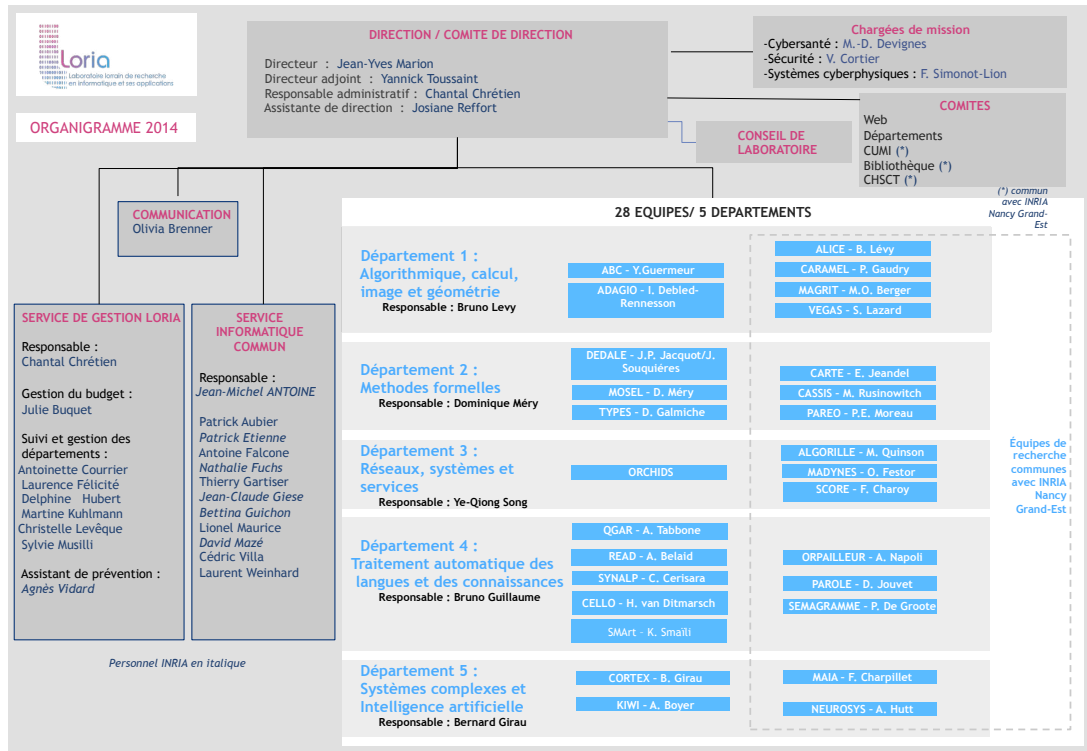 Loria
Laboratoire lorrain de recherche
en informatique et ses applications
ORGANIGRAMME 2014
DIRECTION / COMITE DE DIRECTION
Directeur : Jean-Yves Marion
Directeur adjoint : Yannick Toussaint
Responsable administratif : Chantal Chrétien
Assistante de direction : Josiane Reffort
Chargées de mission
-Cybersanté : M.-D. Devignes
-Sécurité : V. Cortier
-Systèmes cyberphysiques : F. Simonot-Lion
COMITES
Web
Départements
CUMI (*)
Bibliothèque (*)
CHSCT (*)
(*) commun
avec INRIA
Nancy Grand-
Est
CONSEIL DE
LABORATOIRE
COMMUNICATION
Olivia Brenner
SERVICE DE GESTION LORIA
Responsable :
Chantal Chrétien
Gestion du budget :
Julie Buquet
Suivi et gestion des
départements :
Antoinette Courrier
Laurence Félicité
Delphine Hubert
Martine Kuhlmann
Christelle Levêque
Sylvie Musilli
Assistant de prévention :
Agnès Vidard
SERVICE
INFORMATIQUE
COMMUN
Responsable :
Jean-Michel ANTOINE
Patrick Aubier
Patrick Etienne
Antoine Falcone
Nathalie Fuchs
Thierry Gartiser
Jean-Claude Giese
Bettina Guichon
Lionel Maurice
David Mazé
Cédric Villa
Laurent Weinhard
Personnel INRIA en italique
28 EQUIPES/ 5 DEPARTEMENTS
Département 1 :
Algorithmique, calcul,
image et géométrie
Responsable : Bruno Levy
ABC - Y.Guermeur
ADAGIO - I. Debled-
Rennesson
ALICE - B. Lévy
CARAMEL - P. Gaudry
MAGRIT - M.O. Berger
VEGAS - S. Lazard
Département 2 :
Methodes formelles
Responsable : Dominique Méry
DEDALE - J.P. Jacquot/J.
Souquiéres
MOSEL - D. Méry
TYPES - D. Galmiche
CARTE - E. Jeandel
CASSIS - M. Rusinowitch
PAREO - P.E. Moreau
Département 3 :
Réseaux, systèmes et
services
Responsable : Ye-Qiong Song
ORCHIDS
ALGORILLE - M. Quinson
MADYNES - O. Festor
SCORE - F. Charoy
Département 4 :
Traitement automatique des
langues et des connaissances
Responsable : Bruno Guillaume
QGAR - A. Tabbone
READ - A. Belaid
SYNALP - C. Cerisara
CELLO - H. van Ditmarsch
SMArt - K. Smaïli
ORPAILLEUR - A. Napoli
PAROLE - D. Jouvet
SEMAGRAMME - P. De Groote
Département 5 :
Systèmes complexes et
Intelligence artificielle
Responsable : Bernard Girau
CORTEX - B. Girau
KIWI - A. Boyer
MAIA - F. Charpillet
NEUROSYS - A. Hutt
Équipes de
recherche
communes
avec INRIA
Nancy
Grand-Est